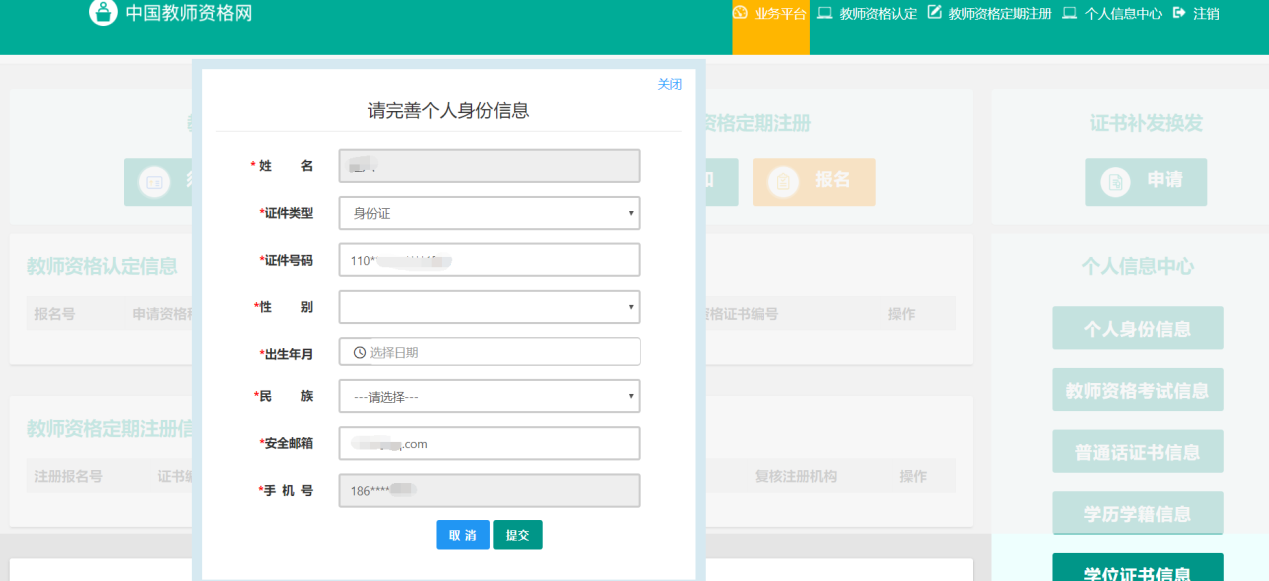 中国教师资格网
业务平台 教师资格认定 教师资格定期注册 个人信息中心 注销
关闭
请完善个人身份信息
*姓 名
*证件类型 身份证
*证件号码 110*
*性 别
*出生年月 选择日期
*民 族 ---请选择---
*安全邮箱 .com
*手 机 号 186****
取 消 提交
资格定期注册
报名
教师资格认定信息
报名号 申请资格 资格证书编号 操作
教师资格定期注册信
注册报名号 证书编 复核注册机构 操作
证书补发换发
申请
个人信息中心
个人身份信息
教师资格考试信息
普通话证书信息
学历学籍信息
学位证书信息